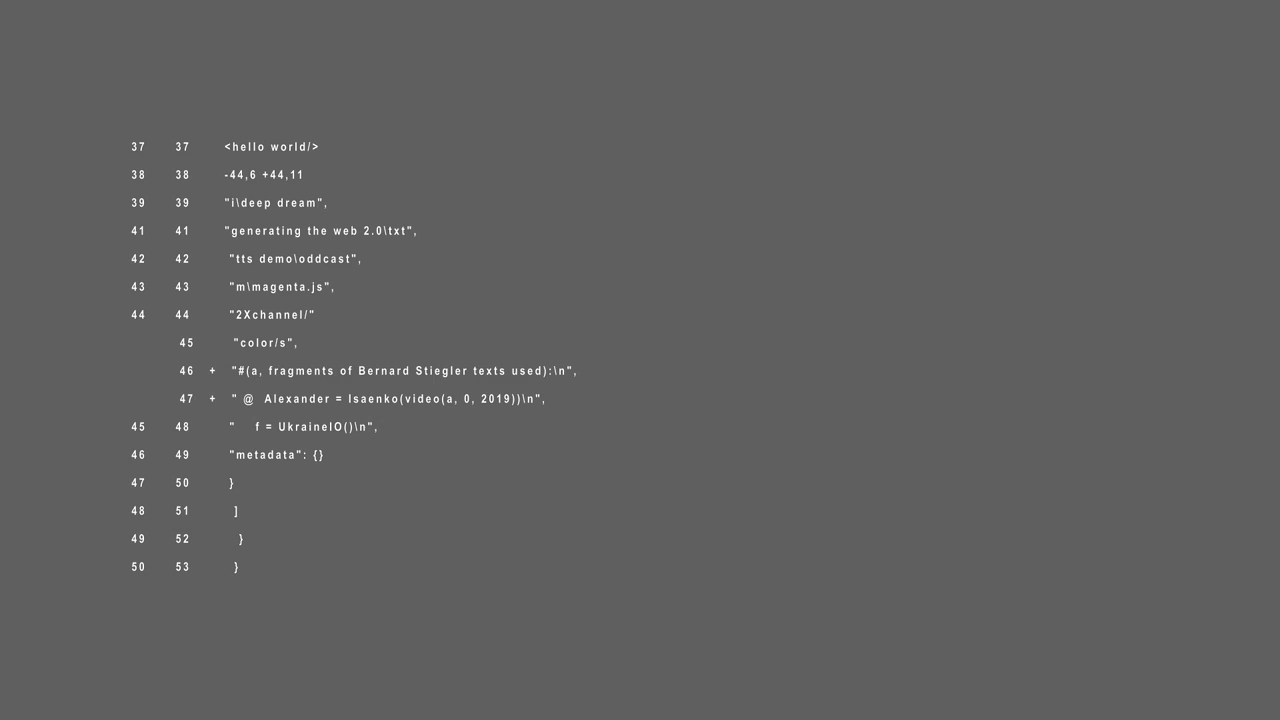 37 37 <hello world/>
38 38 -44,6 +44,11
39 39 "i\deep dream",
41 41 "generating the web 2.0\txt",
42 42 "tts demo\oddcast",
43 43 "m\magenta.js",
44 44 "2Xchannel/"
45 "color/s",
46 + "#(a, fragments of Bernard Stiegler texts used):\n",
47 + " @ Alexander = Isaenko(video(a, 0, 2019))\n",
45 48 " f = UkraineIO()\n",
46 49 "metadata": {}
47 50 }
48 51 ]
49 52 }
50 53 }